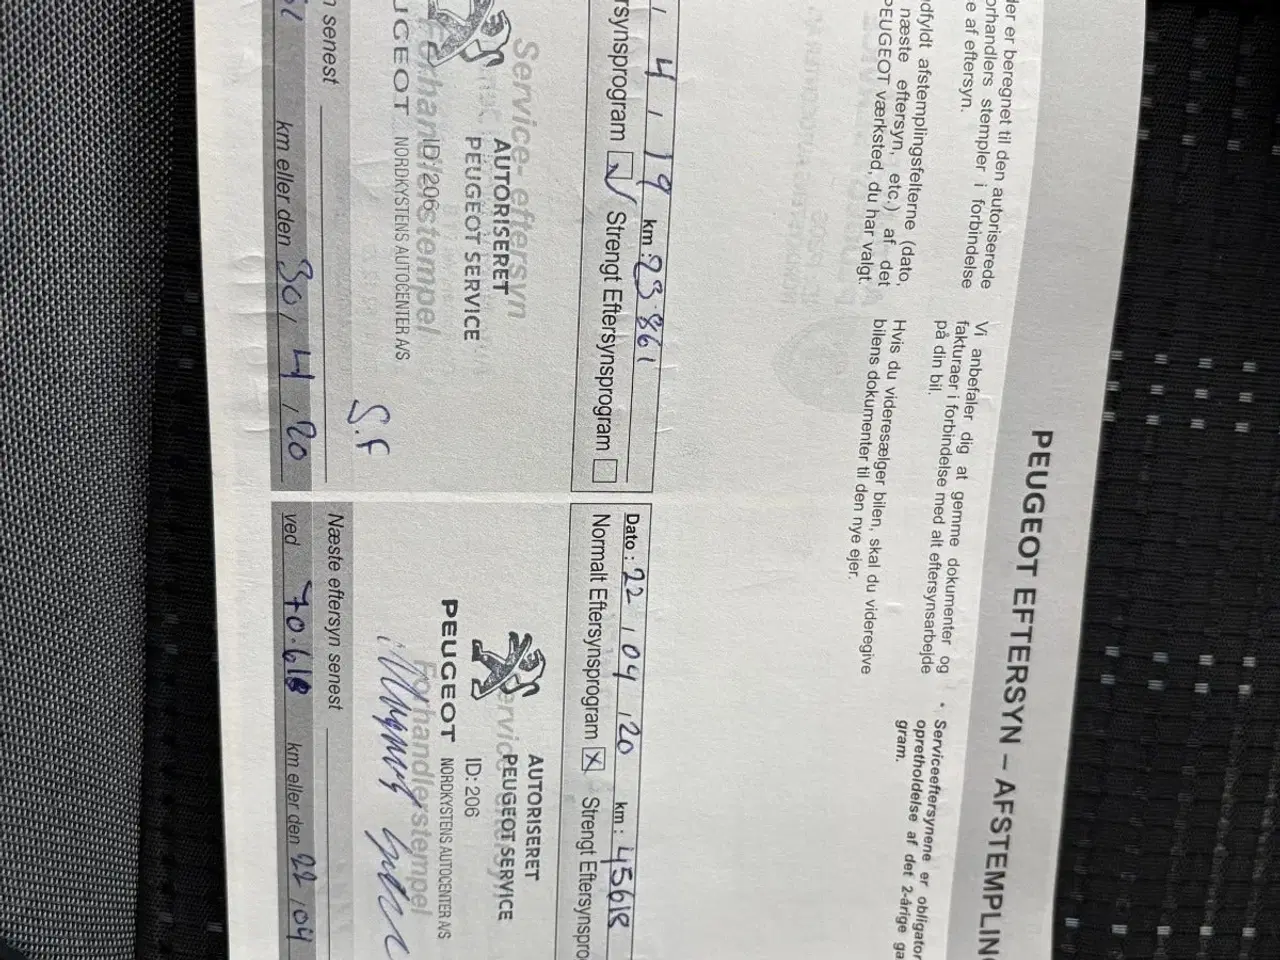 PEUGEOT EFTERSYN – AFSTEMPLING
der er beregnet til den autoriserede
orhandlers stempler i forbindelse
e af eftersyn.
dfyldt afstemplingsfelterne (dato,
næste eftersyn, etc.) af det
PEUGEOT værksted, du har valgt.
Vi anbefaler dig at gemme dokumenter og
fakturaer i forbindelse med alt eftersynsarbejde
på din bil.
Hvis du videresælger bilen, skal du videregive
bilens dokumenter til den nye ejer.
• Serviceeftersynene er obligator
opretholdelse af det 2-årige ga
gram.
/ 4 / 19 km: 23.861
rsynsprogram Strengt Eftersynsprogram
Service- eftersyn
AUTORISERET
PEUGEOT SERVICE
ID: 206
PEUGEOT NORDKYSTENS AUTOCENTER A/S
S.F
n senest
km eller den 30 / 4 / 20
Dato: 22 / 04 / 20 km: 45618
Normalt Eftersynsprogram X Strengt Eftersynspro
AUTORISERET
PEUGEOT SERVICE
ID: 206
PEUGEOT NORDKYSTENS AUTOCENTER A/S
Forhandlerstempel
Næste eftersyn senest
ved 70.618 km eller den 22 / 04